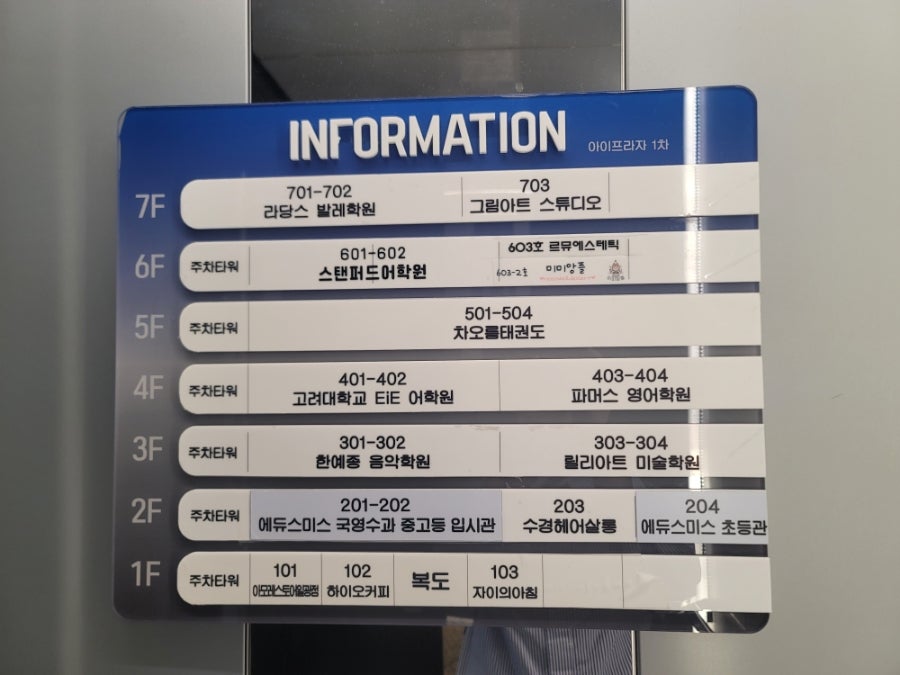 INFORMATION 아이프라자 1차
7F
701-702
라당스 발레학원
703
그림아트 스튜디오
6F 주차타워
601-602
스탠퍼드어학원
603호 르뮤에스테틱
603-2호 미미앙쥼
5F 주차타워
501-504
차오름태권도
4F 주차타워
401-402
고려대학교 EiE 어학원
403-404
파머스 영어학원
3F 주차타워
301-302
한예종 음악학원
303-304
릴리아트 미술학원
2F 주차타워
201-202
에듀스미스 국영수과 중고등 입시관
203
수경헤어살롱
204
에듀스미스 초등관
1F 주차타워
101
102
하이오커피
복도
103
자이의아침